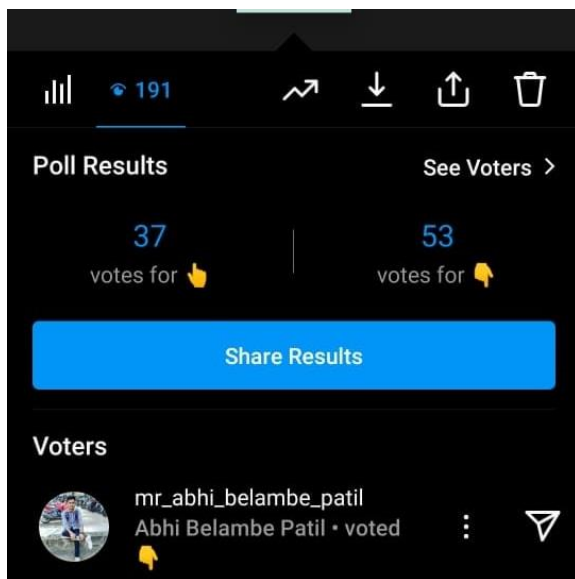 191
Poll Results
See Voters >
37
53
votes for 👆
votes for 👇
Share Results
Voters
mr_abhi_belambe_patil
Abhi Belambe Patil • voted
👇